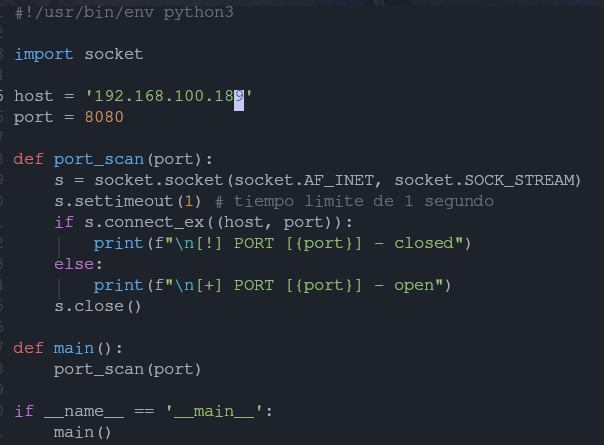 #!/usr/bin/env python3
import socket
host = '192.168.100.189'
port = 8080
def port_scan(port):
    s = socket.socket(socket.AF_INET, socket.SOCK_STREAM)
    s.settimeout(1) # tiempo limite de 1 segundo
    if s.connect_ex((host, port)):
        print(f"\n[!] PORT [{port}] - closed")
    else:
        print(f"\n[+] PORT [{port}] - open")
    s.close()
def main():
    port_scan(port)
if __name__ == '__main__':
    main()